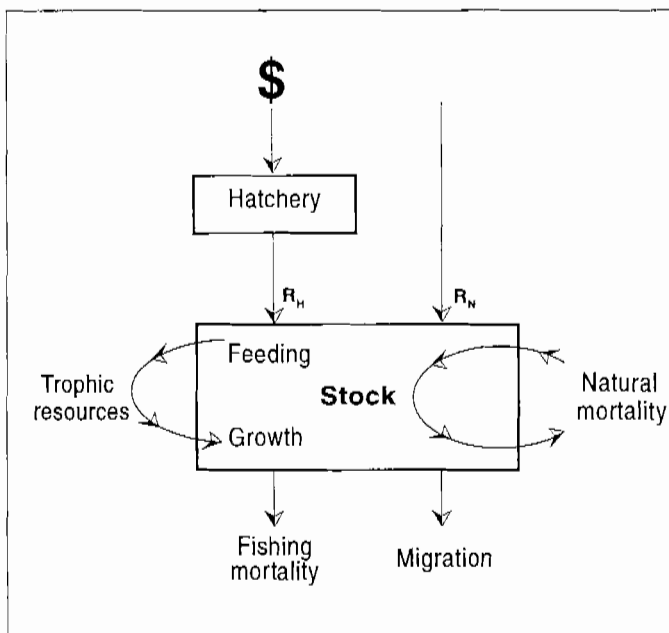 $
Hatchery
R_H
R_N
Feeding
Trophic
resources
Stock
Natural
mortality
Growth
Fishing
mortality
Migration